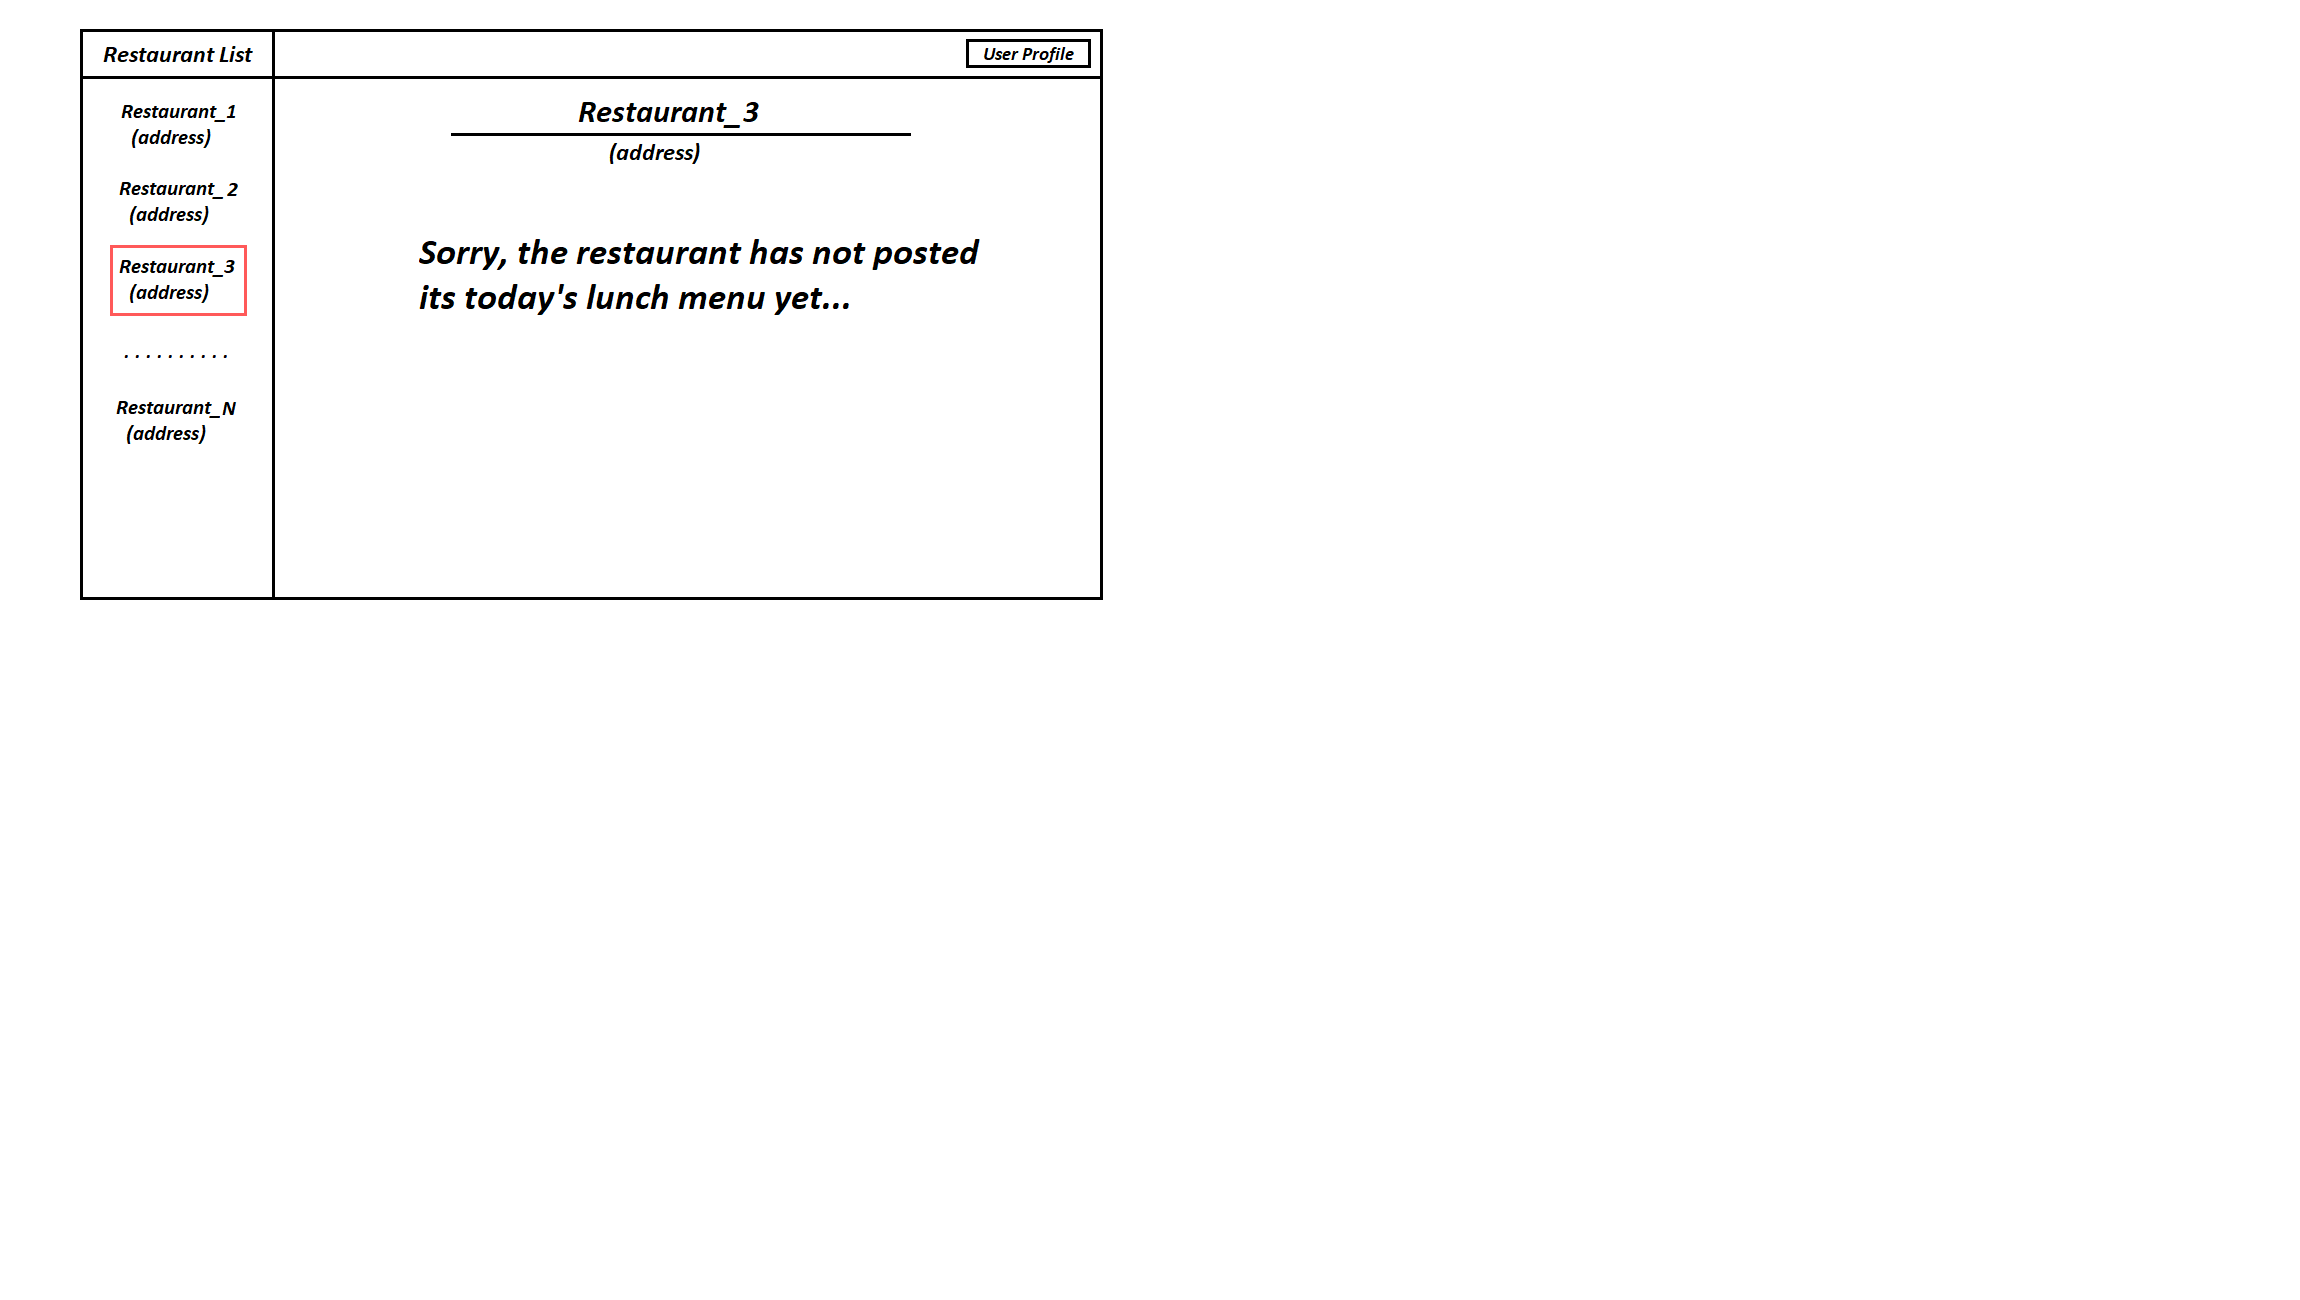 Restaurant List
User Profile
Restaurant_1
(address)
Restaurant_2
(address)
Restaurant_3
(address)
..........
Restaurant_N
(address)
Restaurant_3
(address)
Sorry, the restaurant has not posted
its today's lunch menu yet...